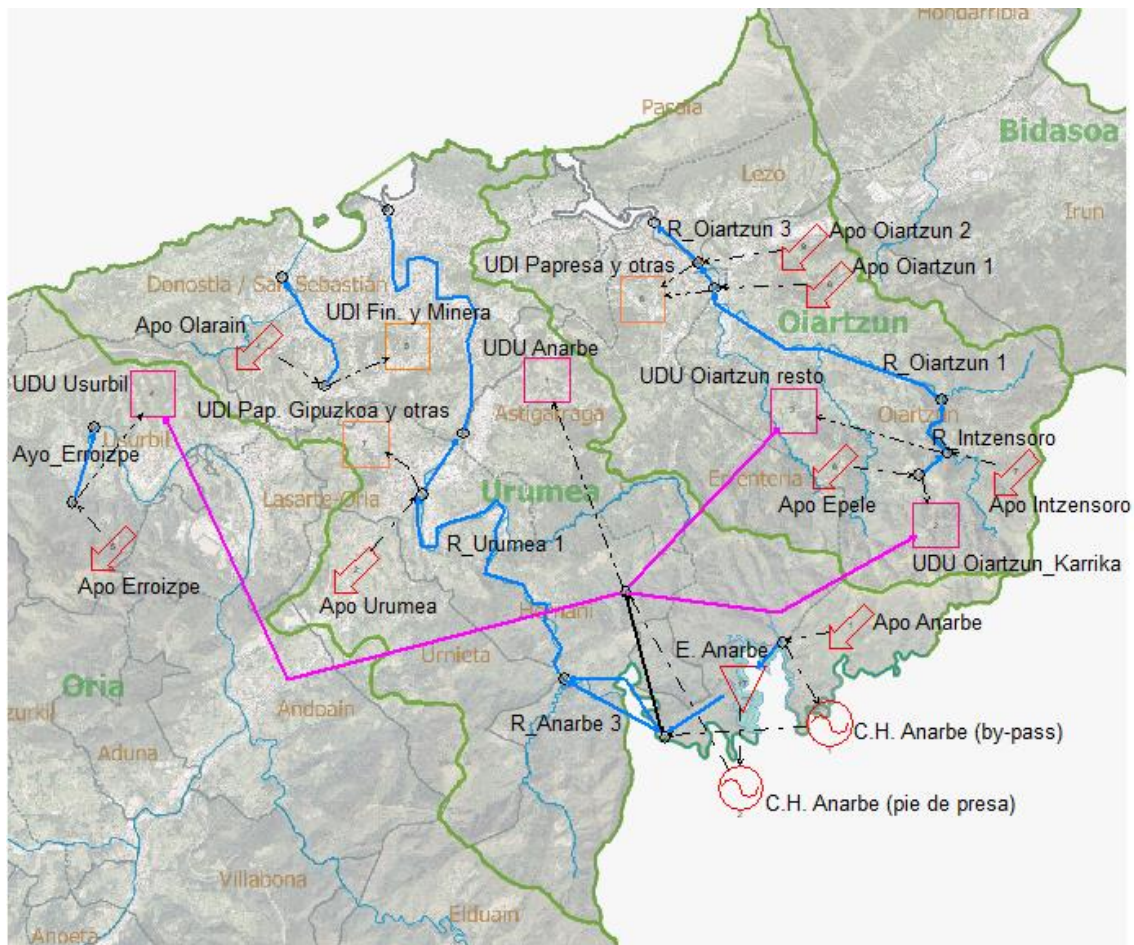 Hondarribia
Pasaia
Bidasoa
Lezo
Irun
R_Oiartzun 3
Apo Oiartzun 2
UDI Papresa y otras
Apo Oiartzun 1
Donostia / San Sebastián
Oiartzun
Apo Olarain
UDI Fin. y Minera
UDU Anarbe
R_Oiartzun 1
UDU Usurbil
UDU Oiartzun resto
UDI Pap. Gipuzkoa y otras
Astigarraga
Oiartzun
Usurbil
R_Intzensoro
Ayo_Erroizpe
Errenteria
Lasarte-Oria
Urumea
Apo Epele
Apo Intzensoro
R_Urumea 1
UDU Oiartzun_Karrika
Apo Erroizpe
Apo Urumea
Hernani
Apo Anarbe
Urnieta
E. Anarbe
Oria
Andoain
R_Anarbe 3
C.H. Anarbe (by-pass)
Aduna
C.H. Anarbe (pie de presa)
Villabona
Elduain
Anoeta